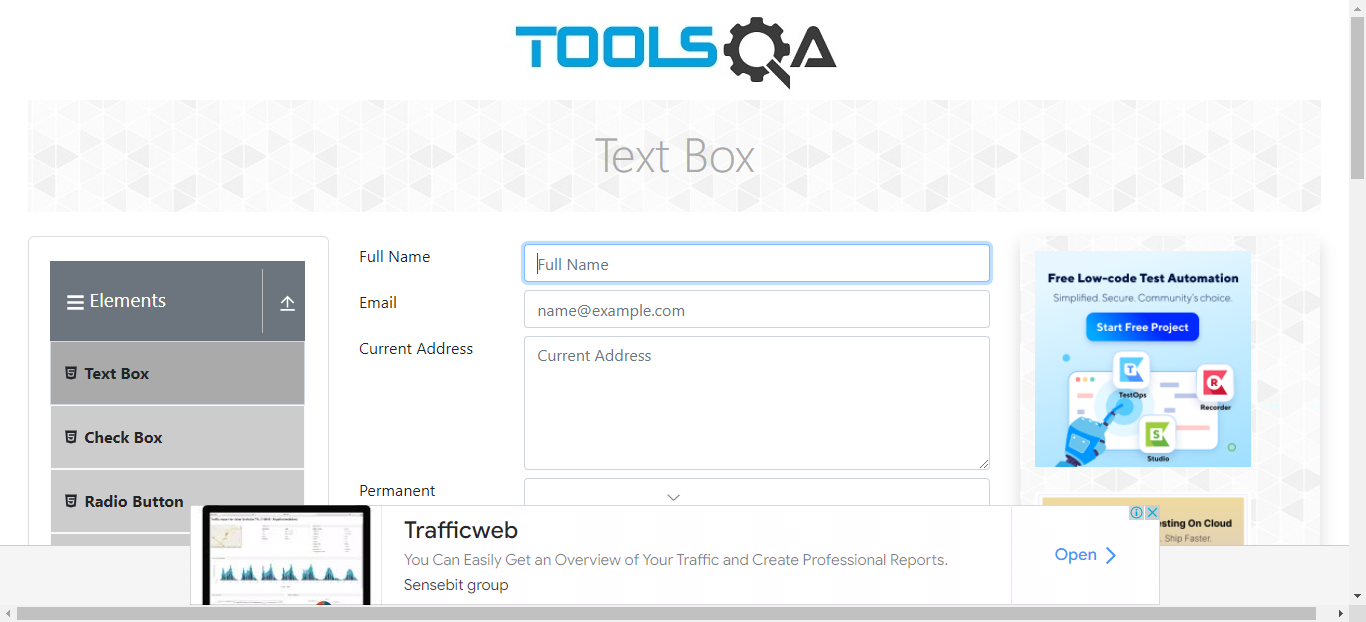 TOOLSQA
Text Box
Elements
Text Box
Check Box
Radio Button
Full Name
Full Name
Email
name@example.com
Current Address
Current Address
Permanent
Free Low-code Test Automation
Simplified. Secure. Community's choice.
Start Free Project
TestOps
Recorder
Studio
sting On Cloud
Ship Faster.
Trafficweb
You Can Easily Get an Overview of Your Traffic and Create Professional Reports.
Sensebit group
Open